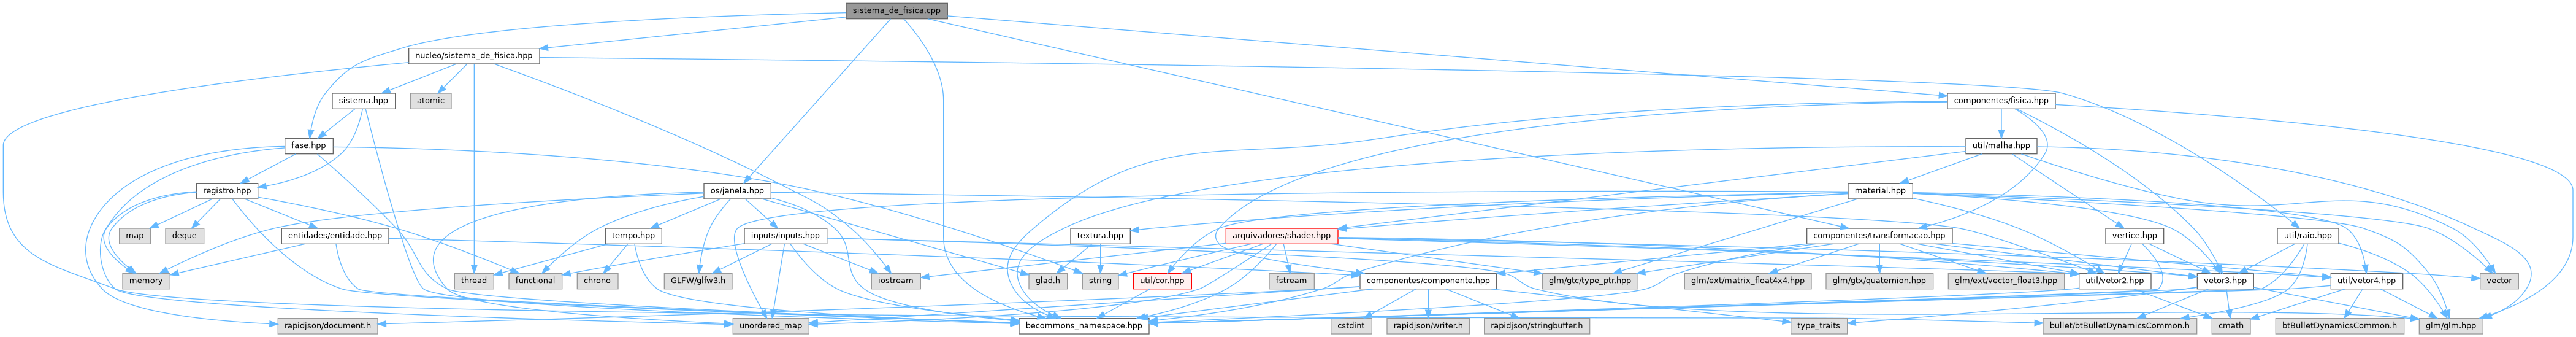 sistema_de_fisica.cpp
nucleo/sistema_de_fisica.hpp
sistema.hpp
atomic
componentes/fisica.hpp
fase.hpp
util/malha.hpp
registro.hpp
os/janela.hpp
material.hpp
map
deque
entidades/entidade.hpp
tempo.hpp
inputs/inputs.hpp
textura.hpp
arquivadores/shader.hpp
componentes/transformacao.hpp
vertice.hpp
util/raio.hpp
memory
thread
functional
chrono
GLFW/glfw3.h
iostream
glad.h
string
util/cor.hpp
fstream
componentes/componente.hpp
glm/gtc/type_ptr.hpp
glm/ext/matrix_float4x4.hpp
glm/gtx/quaternion.hpp
glm/ext/vector_float3.hpp
util/vetor2.hpp
vetor3.hpp
util/vetor4.hpp
vector
rapidjson/document.h
unordered_map
becommons_namespace.hpp
cstdint
rapidjson/writer.h
rapidjson/stringbuffer.h
type_traits
bullet/btBulletDynamicsCommon.h
cmath
btBulletDynamicsCommon.h
glm/glm.hpp